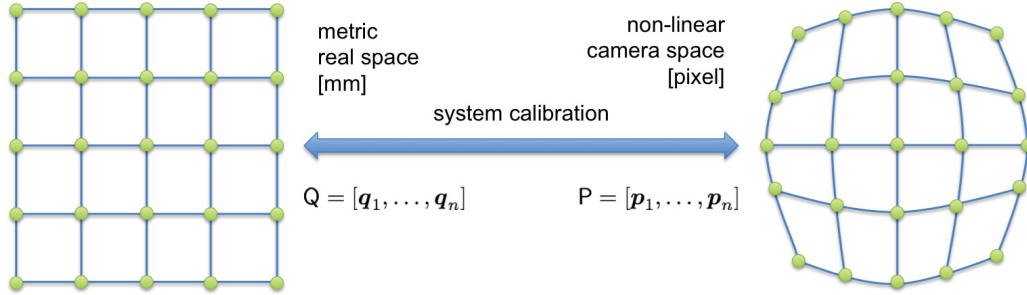 metric
real space
[mm]
non-linear
camera space
[pixel]
system calibration
Q = [q₁, . . . , qₙ]
P = [p₁, . . . , pₙ]